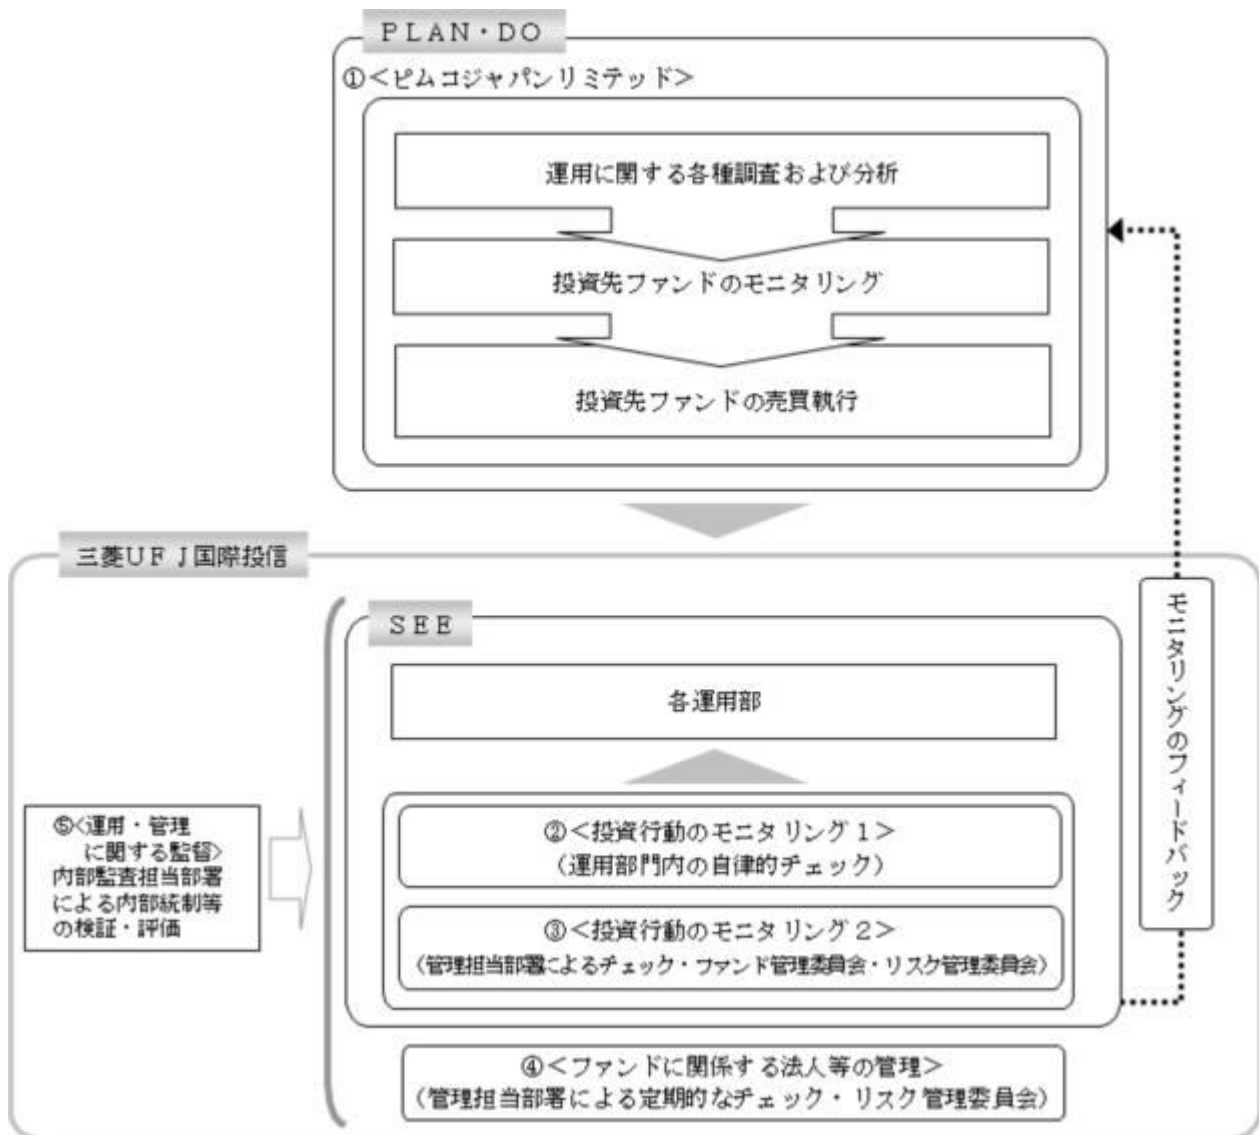 ＰＬＡＮ・ＤＯ
①＜ピムコジャパンリミテッド＞
運用に関する各種調査および分析
投資先ファンドのモニタリング
投資先ファンドの売買執行
三菱ＵＦＪ国際投信
ＳＥＥ
各運用部
②＜投資行動のモニタリング１＞
（運用部門内の自律的チェック）
③＜投資行動のモニタリング２＞
（管理担当部署によるチェック・ファンド管理委員会・リスク管理委員会）
④＜ファンドに関係する法人等の管理＞
（管理担当部署による定期的なチェック・リスク管理委員会）
⑤<運用・管理
に関する監督>
内部監査担当部署
による内部統制等
の検証・評価
モニタリングのフィードバック